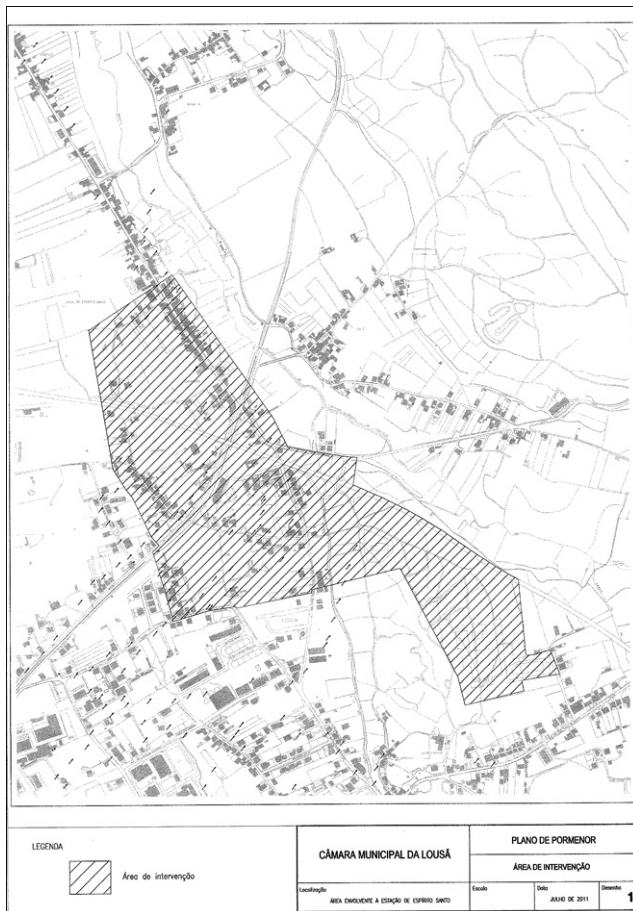 LEGENDA
Área de intervenção
CÂMARA MUNICIPAL DA LOUSÃ
Localização
ÁREA ENVOLVENTE A ESTAÇÃO DE ESPÍRITO SANTO
PLANO DE PORMENOR
ÁREA DE INTERVENÇÃO
Escala
Data
JULHO DE 2011
Desenho
1